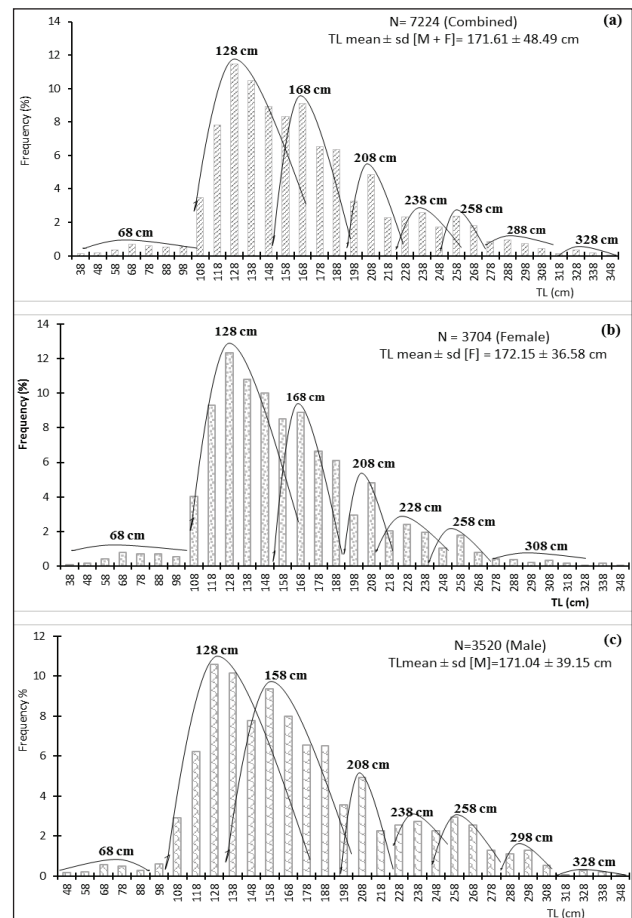 (a)
N= 7224 (Combined)
TL mean ± sd [M + F]= 171.61 ± 48.49 cm
Frequency (%)
14
12
10
8
6
4
2
0
68 cm
128 cm
168 cm
208 cm
238 cm
258 cm
288 cm
328 cm
38 48 58 68 78 88 98 108 118 128 138 148 158 168 178 188 198 208 218 228 238 248 258 268 278 288 298 308 318 328 338 348
TL (cm)
(b)
N = 3704 (Female)
TL mean ± sd [F] = 172.15 ± 36.58 cm
Frequency (%)
14
12
10
8
6
4
2
0
68 cm
128 cm
168 cm
208 cm
228 cm
258 cm
308 cm
38 48 58 68 78 88 98 108 118 128 138 148 158 168 178 188 198 208 218 228 238 248 258 268 278 288 298 308 318 328 338 348
TL (cm)
(c)
N=3520 (Male)
TLmean ± sd [M]=171.04 ± 39.15 cm
Frequency %
12
10
8
6
4
2
0
68 cm
128 cm
158 cm
208 cm
238 cm
258 cm
298 cm
328 cm
48 58 68 78 88 98 108 118 128 138 148 158 168 178 188 198 208 218 228 238 248 258 268 278 288 298 308 318 328 348
TL (cm)